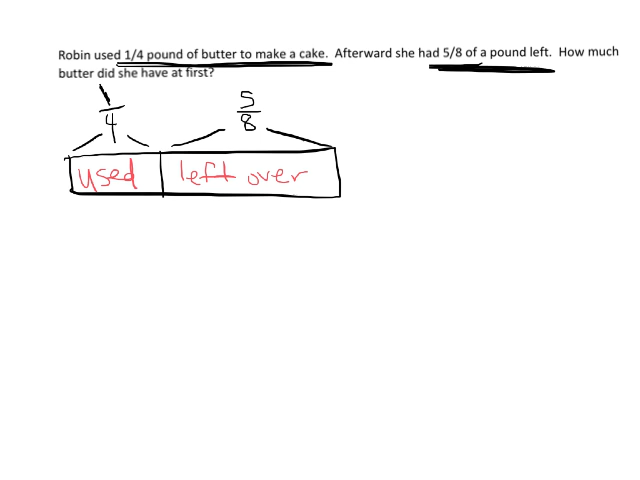 Robin used 1/4 pound of butter to make a cake.  Afterward she had 5/8 of a pound left.  How much
butter did she have at first?
1/4 5/8
used left over